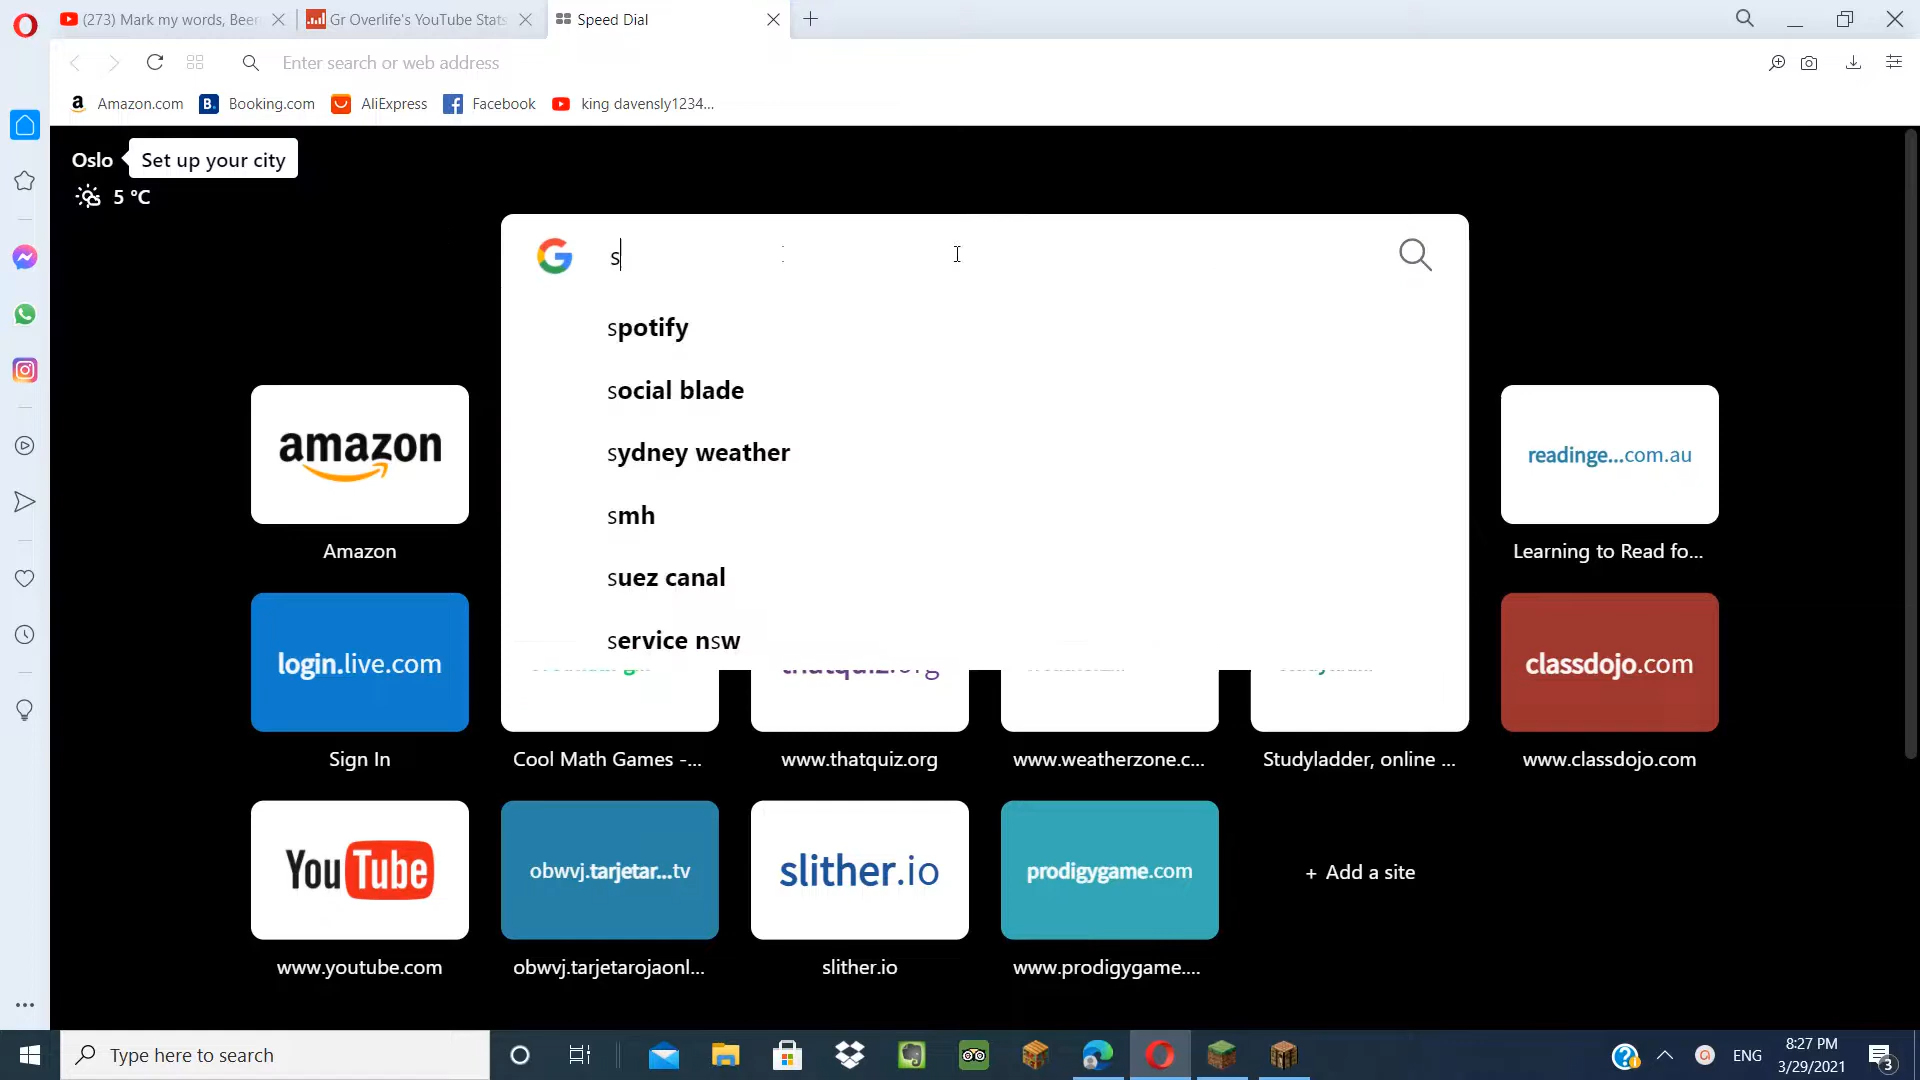 (273) Mark my words, Beer
Gr Overlife's YouTube Stats
Speed Dial
Enter search or web address
Amazon.com
Booking.com
AliExpress
Facebook
king davensly1234...
Oslo
Set up your city
5 °C
s
spotify
social blade
sydney weather
smh
suez canal
service nsw
amazon
Amazon
readinge...com.au
Learning to Read fo...
login.live.com
Sign In
Cool Math Games -...
thatquiz.org
www.thatquiz.org
www.weatherzone.c...
Studyladder, online ...
classdojo.com
www.classdojo.com
YouTube
www.youtube.com
obwvj.tarjetar...tv
obwvj.tarjetarojaonl...
slither.io
slither.io
prodigygame.com
www.prodigygame....
+ Add a site
Type here to search
ENG
8:27 PM
3/29/2021
3